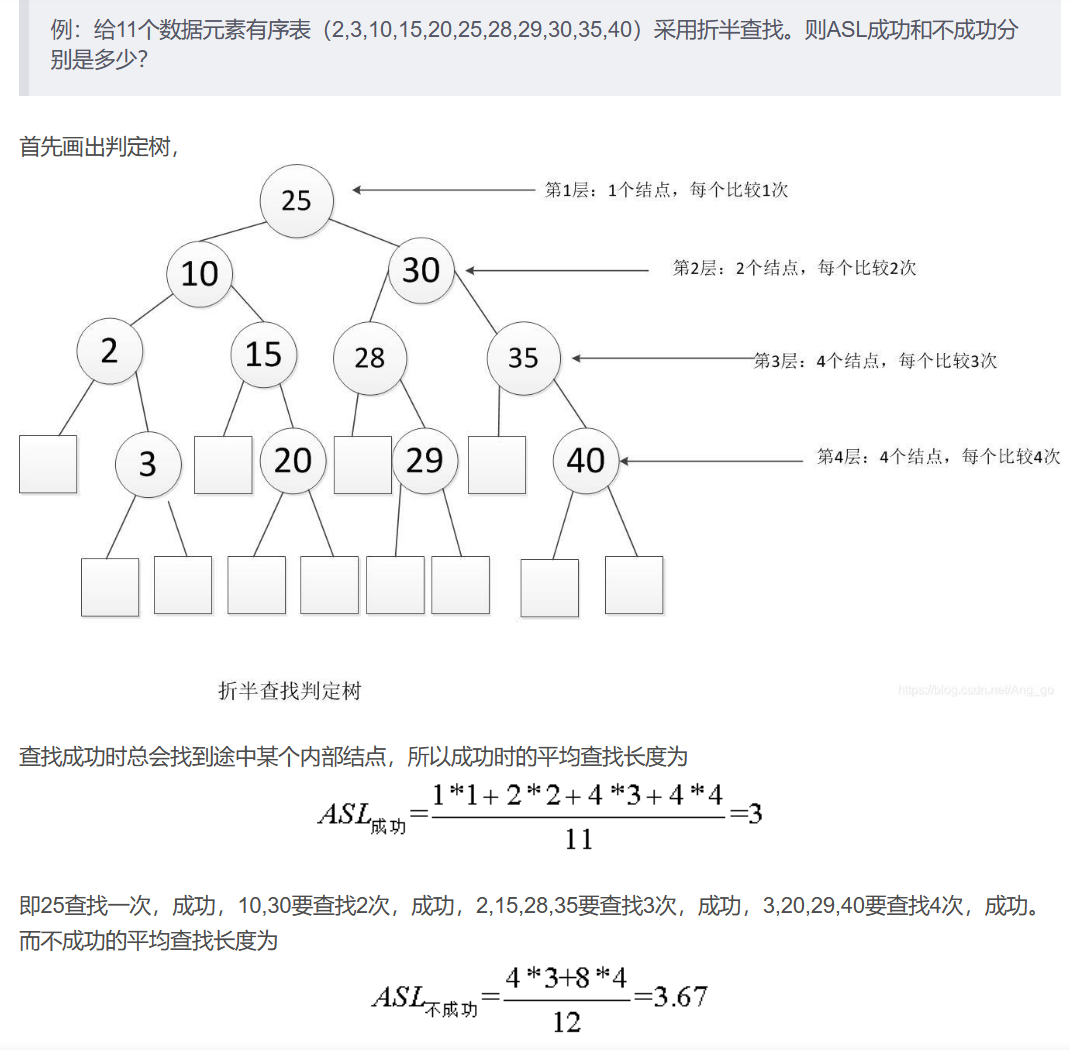 例：给11个数据元素有序表（2,3,10,15,20,25,28,29,30,35,40）采用折半查找。则ASL成功和不成功分
别是多少？
首先画出判定树，
25
第1层：1个结点，每个比较1次
10
30
第2层：2个结点，每个比较2次
2
15
28
35
第3层：4个结点，每个比较3次
3
20
29
40
第4层：4个结点，每个比较4次
折半查找判定树
https://blog.csdn.net/Ang_go
查找成功时总会找到途中某个内部结点，所以成功时的平均查找长度为
ASL成功=
1*1+2*2+4*3+4*4
11
=3
即25查找一次，成功，10,30要查找2次，成功，2,15,28,35要查找3次，成功，3,20,29,40要查找4次，成功。
而不成功的平均查找长度为
ASL不成功=
4*3+8*4
12
=3.67